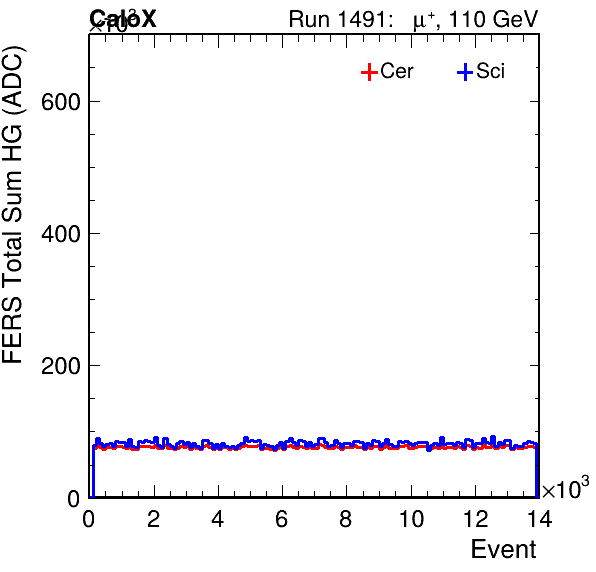 CaloX Run 1491: μ⁺, 110 GeV
×10³
Cer Sci
FERS Total Sum HG (ADC)
600
400
200
0
0 2 4 6 8 10 12 14
×10³
Event